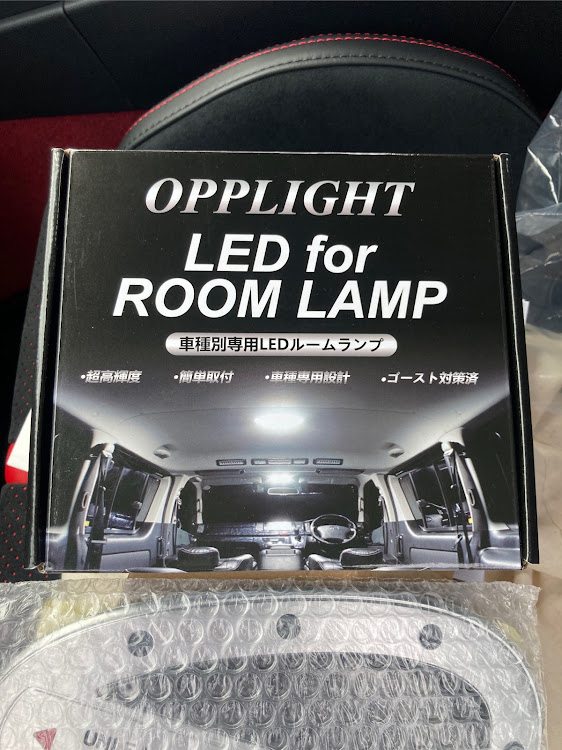 OPPLIGHT
LED for
ROOM LAMP
車種別専用LEDルームランプ
・超高輝度 ・簡単取付 ・車種専用設計 ・ゴースト対策済